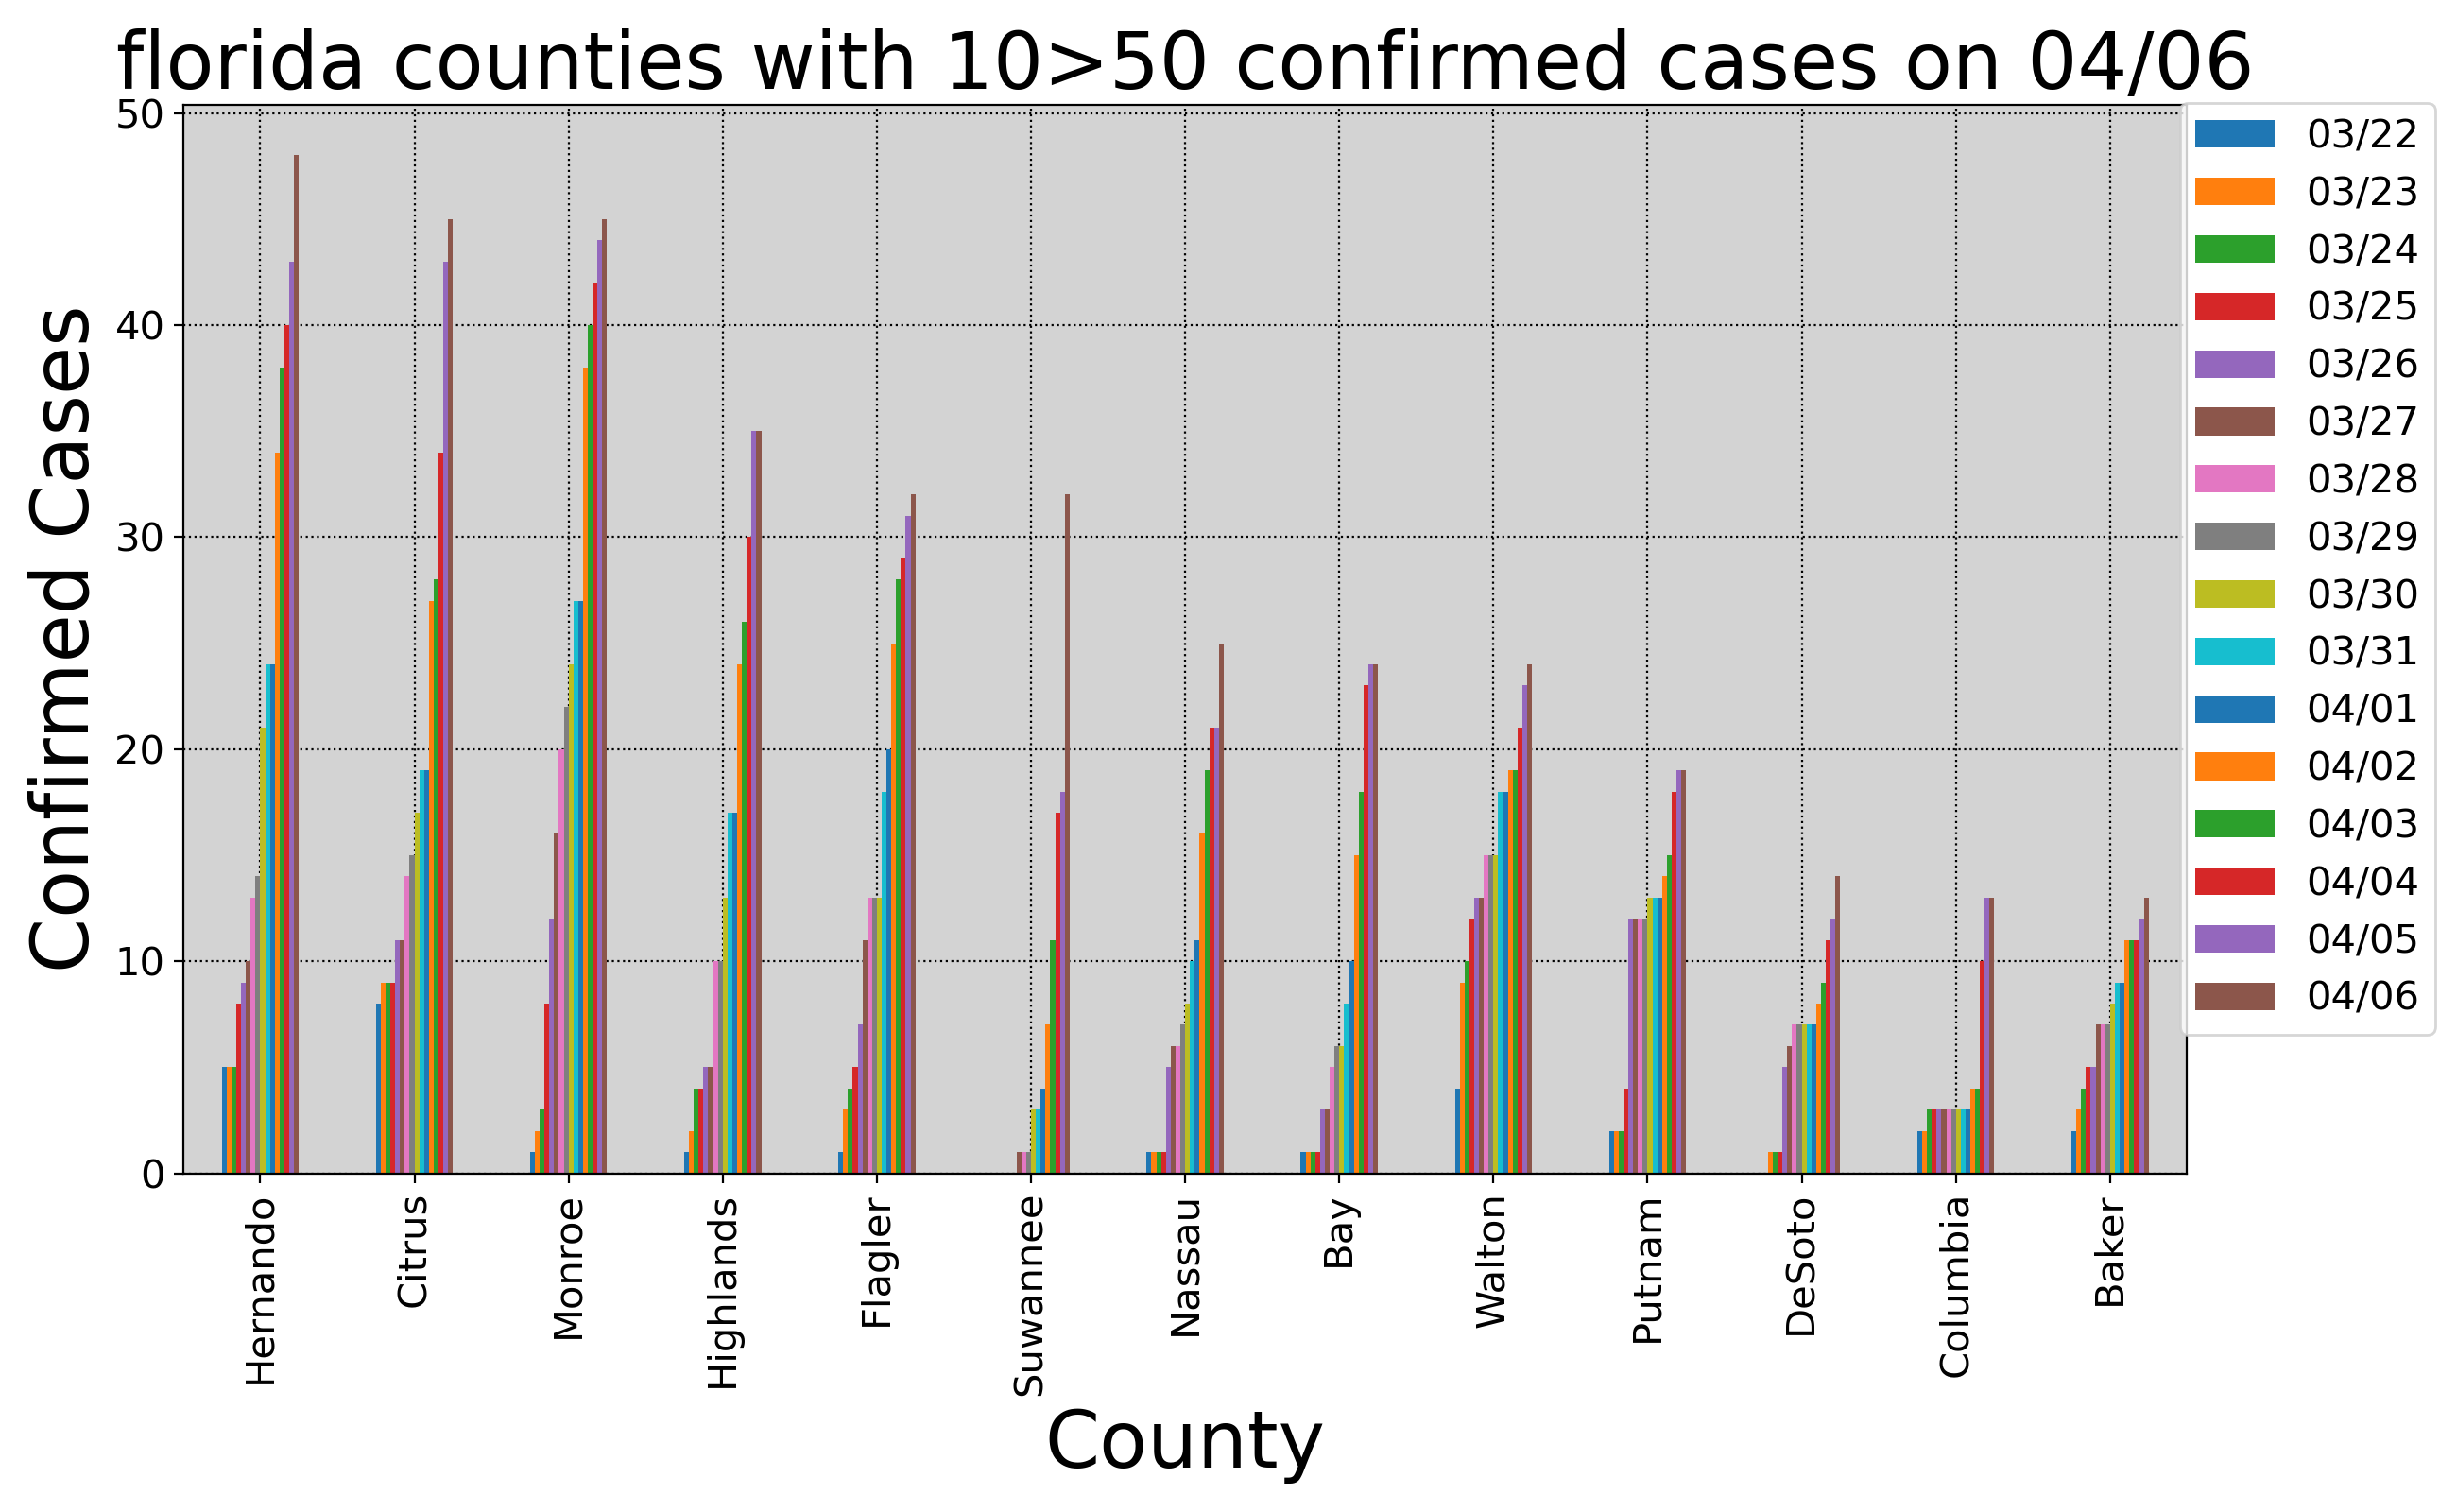 florida counties with 10>50 confirmed cases on 04/06
Confirmed Cases
50
40
30
20
10
0
03/22
03/23
03/24
03/25
03/26
03/27
03/28
03/29
03/30
03/31
04/01
04/02
04/03
04/04
04/05
04/06
Hernando
Citrus
Monroe
Highlands
Flagler
Suwannee
Nassau
Bay
Walton
Putnam
DeSoto
Columbia
Baker
County